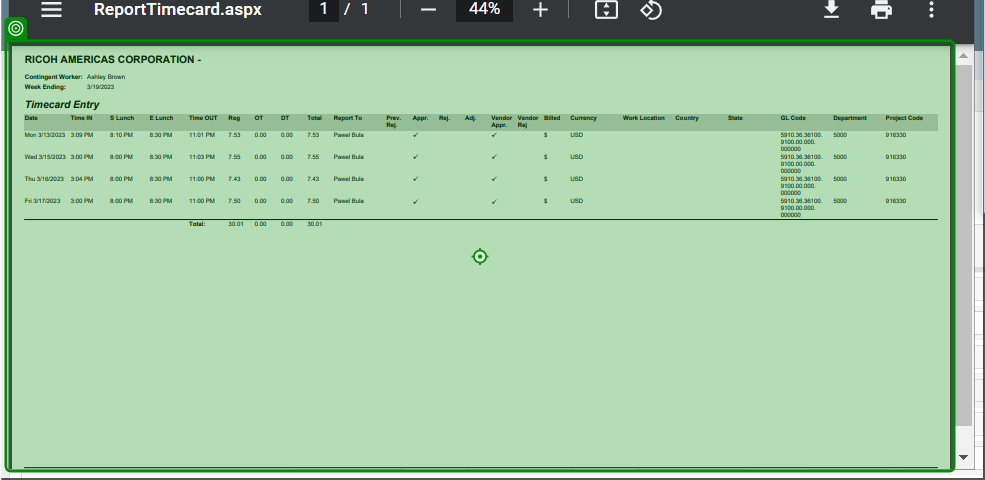 ReportTimecard.aspx 1 / 1 44%
RICOH AMERICAS CORPORATION -
Contingent Worker: Ashley Brown
Week Ending: 3/19/2023
Timecard Entry
Date Time IN S Lunch E Lunch Time OUT Reg OT DT Total Report To Prev. Rej. Appr. Rej. Adj. Vendor Appr. Vendor Rej Billed Currency Work Location Country State GL Code Department Project Code
Mon 3/13/2023 3:09 PM 8:10 PM 8:30 PM 11:01 PM 7.53 0.00 0.00 7.53 Pawel Bula ✓ ✓ $ USD 5910.36.36100. 5000 916330
9100.00.000.
000000
Wed 3/15/2023 3:00 PM 8:00 PM 8:30 PM 11:03 PM 7.55 0.00 0.00 7.55 Pawel Bula ✓ ✓ $ USD 5910.36.36100. 5000 916330
9100.00.000.
000000
Thu 3/16/2023 3:04 PM 8:00 PM 8:30 PM 11:00 PM 7.43 0.00 0.00 7.43 Pawel Bula ✓ ✓ $ USD 5910.36.36100. 5000 916330
9100.00.000.
000000
Fri 3/17/2023 3:00 PM 8:00 PM 8:30 PM 11:00 PM 7.50 0.00 0.00 7.50 Pawel Bula ✓ ✓ $ USD 5910.36.36100. 5000 916330
9100.00.000.
000000
Total: 30.01 0.00 0.00 30.01